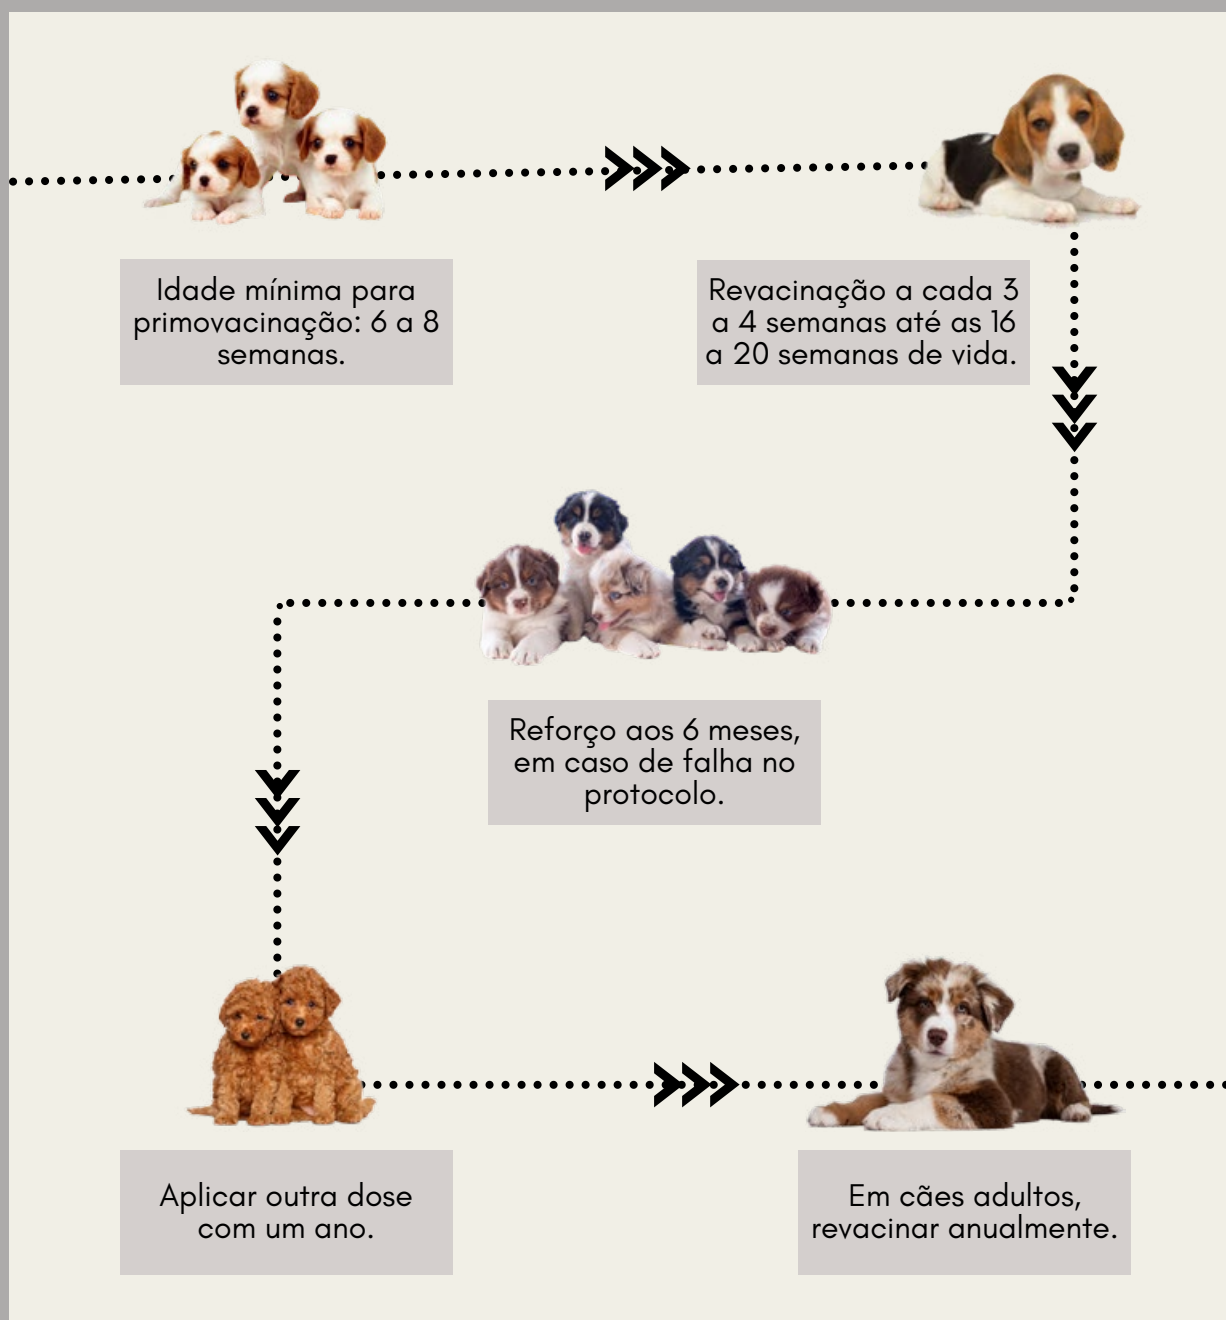 Idade mínima para
primovacinação: 6 a 8
semanas.
Revacinação a cada 3
a 4 semanas até as 16
a 20 semanas de vida.
Reforço aos 6 meses,
em caso de falha no
protocolo.
Aplicar outra dose
com um ano.
Em cães adultos,
revacinar anualmente.